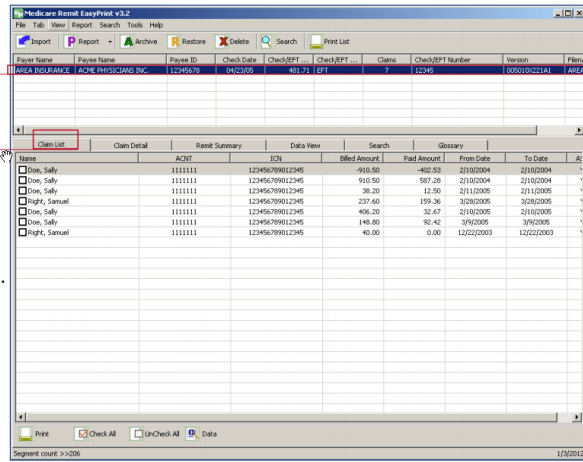 Medicare Remit EasyPrint v3.2
File Tab View Report Search Tools Help
Import Report Archive Restore Delete Search Print List
Payer Name Payee Name Payee ID Check Date Check/EFT ... Check/EFT ... Claims Check/EFT Number Version Filena
AREA INSURANCE ACME PHYSICIANS INC. 12345678 04/23/05 481.71 EFT 7 12345 005010X221A1 AREA
Claim List Claim Detail Remit Summary Data View Search Glossary
Name ACNT ICN Billed Amount Paid Amount From Date To Date AS
Doe, Sally 1111111 123456789012345 -910.50 -402.53 2/10/2004 2/10/2004
Doe, Sally 1111111 123456789012345 910.50 587.28 2/10/2004 2/10/2004
Doe, Sally 1111111 123456789012345 38.20 12.50 2/11/2005 2/11/2005
Right, Samuel 1111111 123456789012345 237.60 159.36 3/28/2005 3/28/2005
Doe, Sally 1111111 123456789012345 406.20 32.67 2/10/2005 2/10/2005
Doe, Sally 1111111 123456789012345 148.80 92.42 3/9/2005 3/9/2005
Right, Samuel 1111111 123456789012345 40.00 0.00 12/22/2003 12/22/2003
Print Check All UnCheck All Data
Segment count >>206 1/3/2012